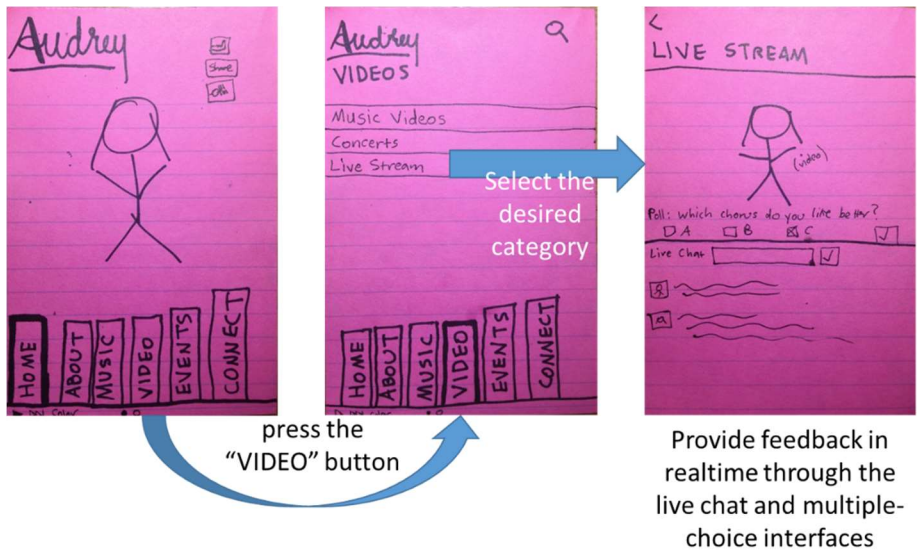 Audrey
Share
HOME
ABOUT
MUSIC
VIDEO
EVENTS
CONNECT
press the
“VIDEO” button
Audrey
VIDEOS
Music Videos
Concerts
Live Stream
HOME
ABOUT
MUSIC
VIDEO
EVENTS
CONNECT
Select the
desired
category
LIVE STREAM
(video)
Poll: Which chorus do you like better?
A B C
Live Chat
Provide feedback in
realtime through the
live chat and multiple-
choice interfaces